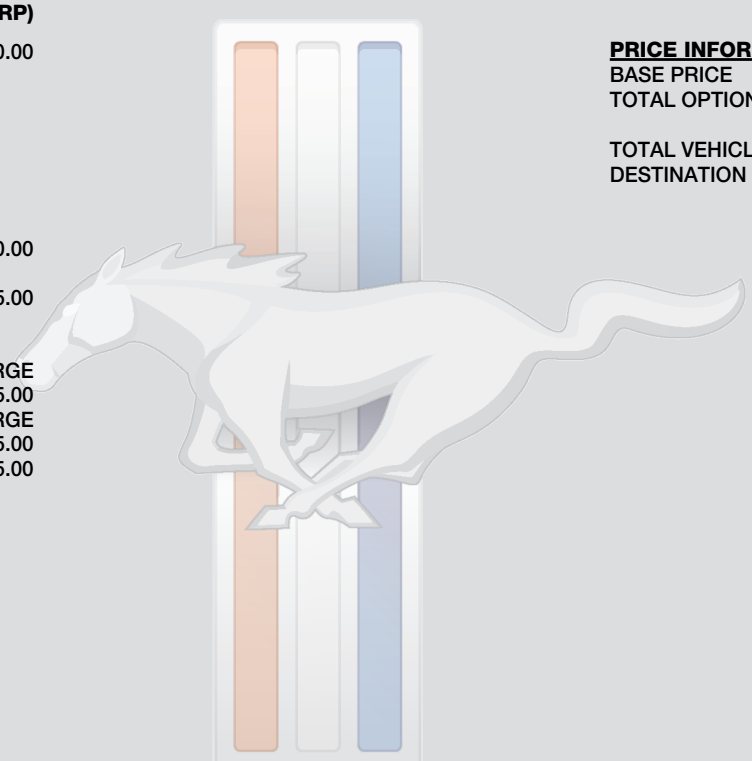 RP)
0.00
0.00
5.00
RGE
5.00
RGE
5.00
5.00
PRICE INFOR
BASE PRICE
TOTAL OPTION
TOTAL VEHICL
DESTINATION